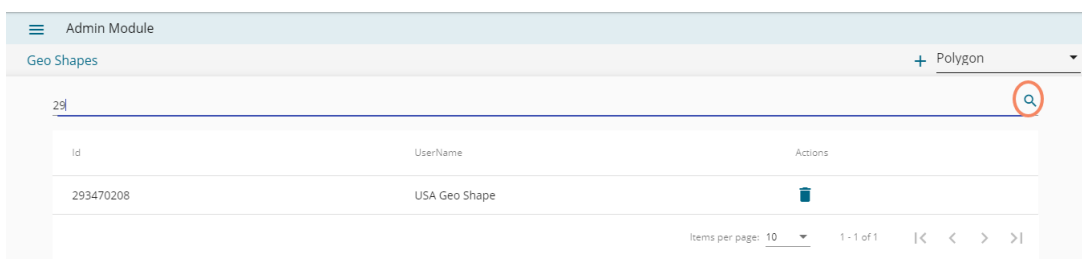 Admin Module
Geo Shapes + Polygon
29
Id UserName Actions
293470208 USA Geo Shape
Items per page: 10 1 - 1 of 1